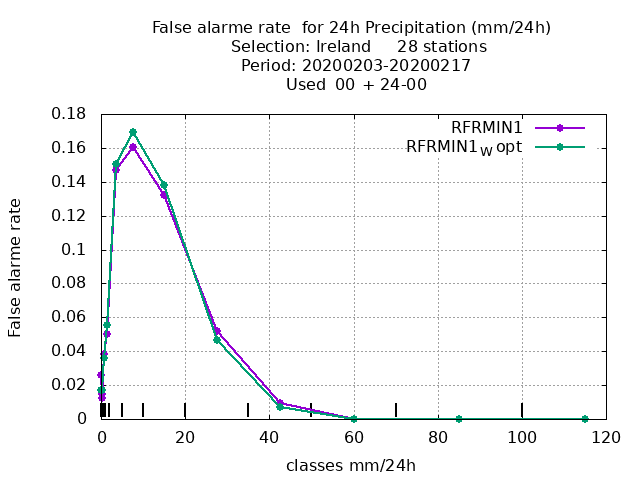 False alarme rate  for 24h Precipitation (mm/24h)
Selection: Ireland     28 stations
Period: 20200203-20200217
Used  00 + 24-00
RFRMIN1
RFRMIN1W opt
False alarme rate
0.18
0.16
0.14
0.12
0.1
0.08
0.06
0.04
0.02
0
0 20 40 60 80 100 120
classes mm/24h